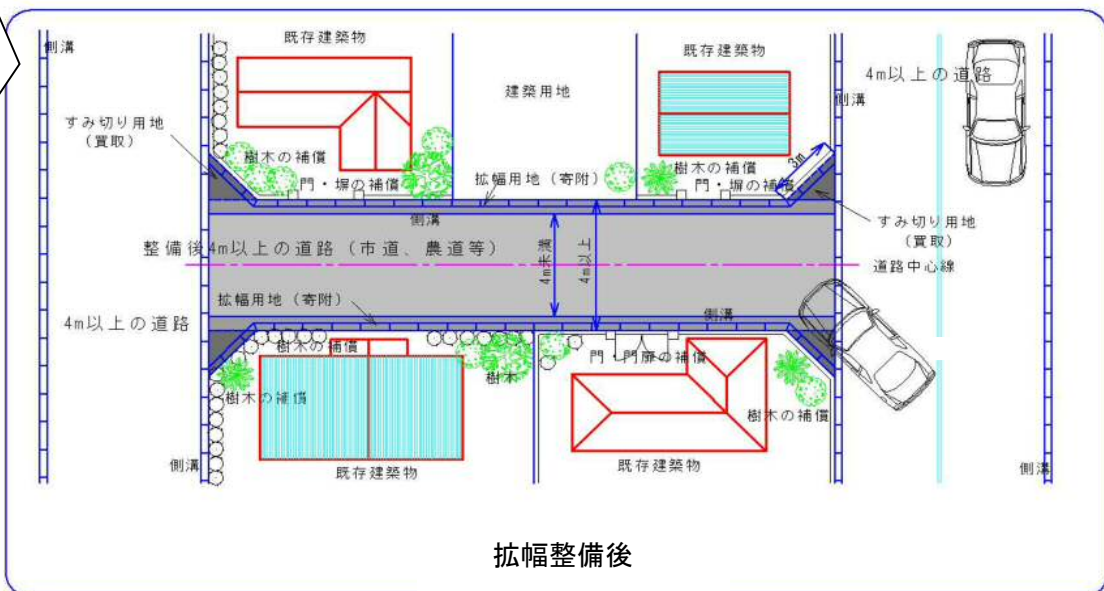 側溝
既存建築物
既存建築物
4m以上の道路
側溝
建築用地
すみ切り用地
(買取)
樹木の補償
門・塀の補償
拡幅用地(寄附)
樹木の補償
門・塀の補償
3m
側溝
すみ切り用地
(買取)
整備後4m以上の道路(市道、農道等)
4m未満
4m以上
道路中心線
拡幅用地(寄附)
側溝
4m以上の道路
樹木の補償
樹木
門・門扉の補償
樹木の補償
樹木の補償
側溝
既存建築物
既存建築物
側溝
拡幅整備後